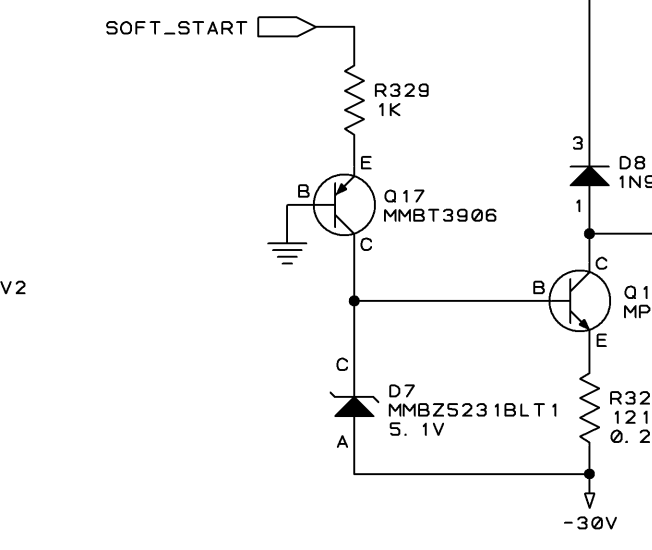 SOFT_START
R329
1K
E
B
Q17
MMBT3906
C
3
D8
1N9
1
V2
C
B
Q1
MP
E
C
D7
MMBZ5231BLT1
5. 1V
A
R32
121
0. 2
-30V